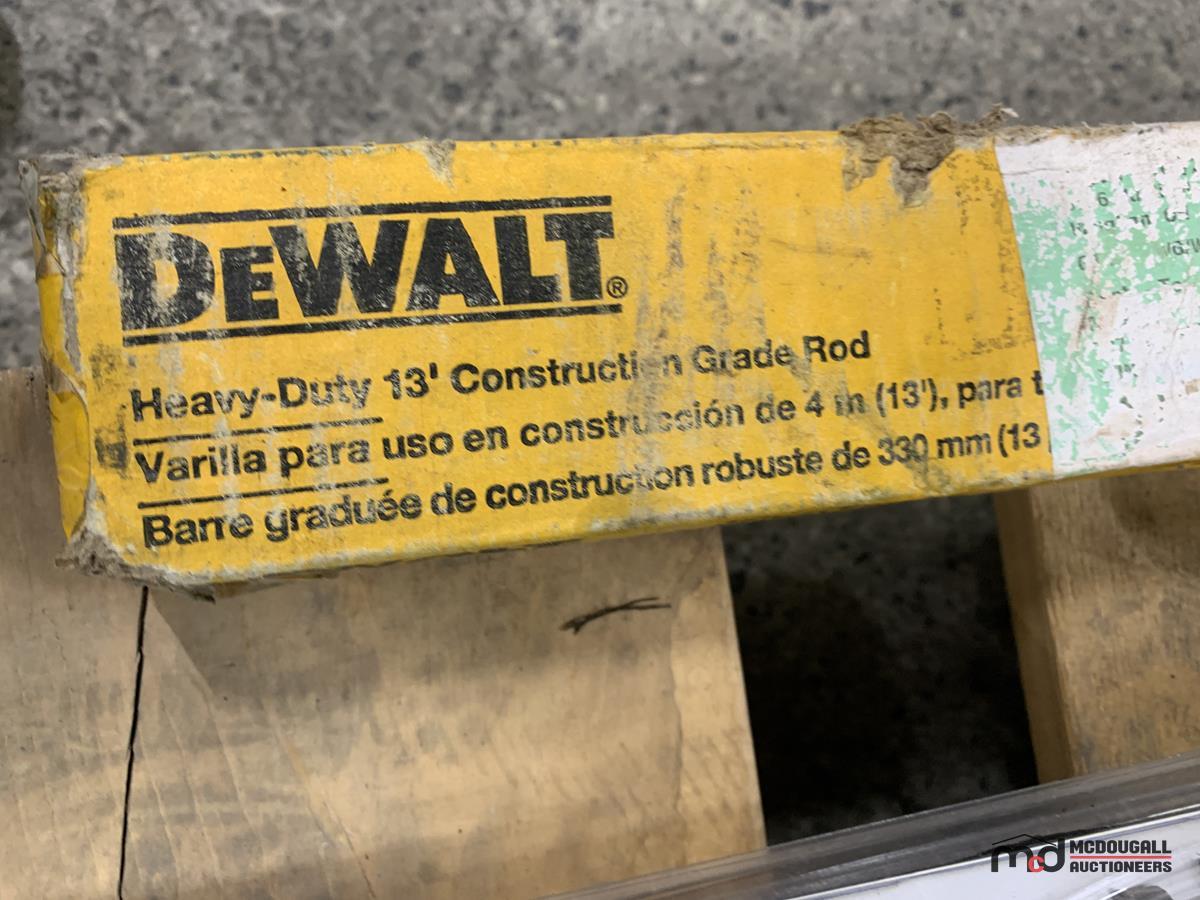 DEWALT®
Heavy-Duty 13' Construction Grade Rod
Varilla para uso en construcción de 4 m (13'), para t
Barre graduée de construction robuste de 330 mm (13
mcd MCDOUGALL
AUCTIONEERS